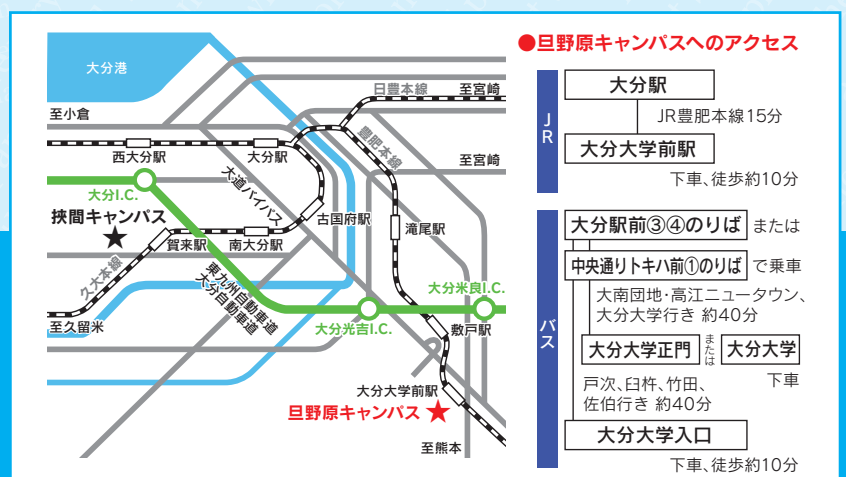 大分港
至小倉
日豊本線
至宮崎
豊肥本線
西大分駅
大分駅
至宮崎
大分I.C.
大道バイパス
挾間キャンパス
古国府駅
滝尾駅
賀来駅
南大分駅
久大本線
東九州自動車道
大分自動車道
大分米良I.C.
至久留米
大分光吉I.C.
敷戸駅
大分大学前駅
旦野原キャンパス
至熊本
●旦野原キャンパスへのアクセス
JR
大分駅
JR豊肥本線15分
大分大学前駅
下車、徒歩約10分
バス
大分駅前③④のりば または
中央通りトキハ前①のりば で乗車
大南団地・高江ニュータウン、
大分大学行き 約40分
大分大学正門 または 大分大学
下車
戸次、臼杵、竹田、
佐伯行き 約40分
大分大学入口
下車、徒歩約10分